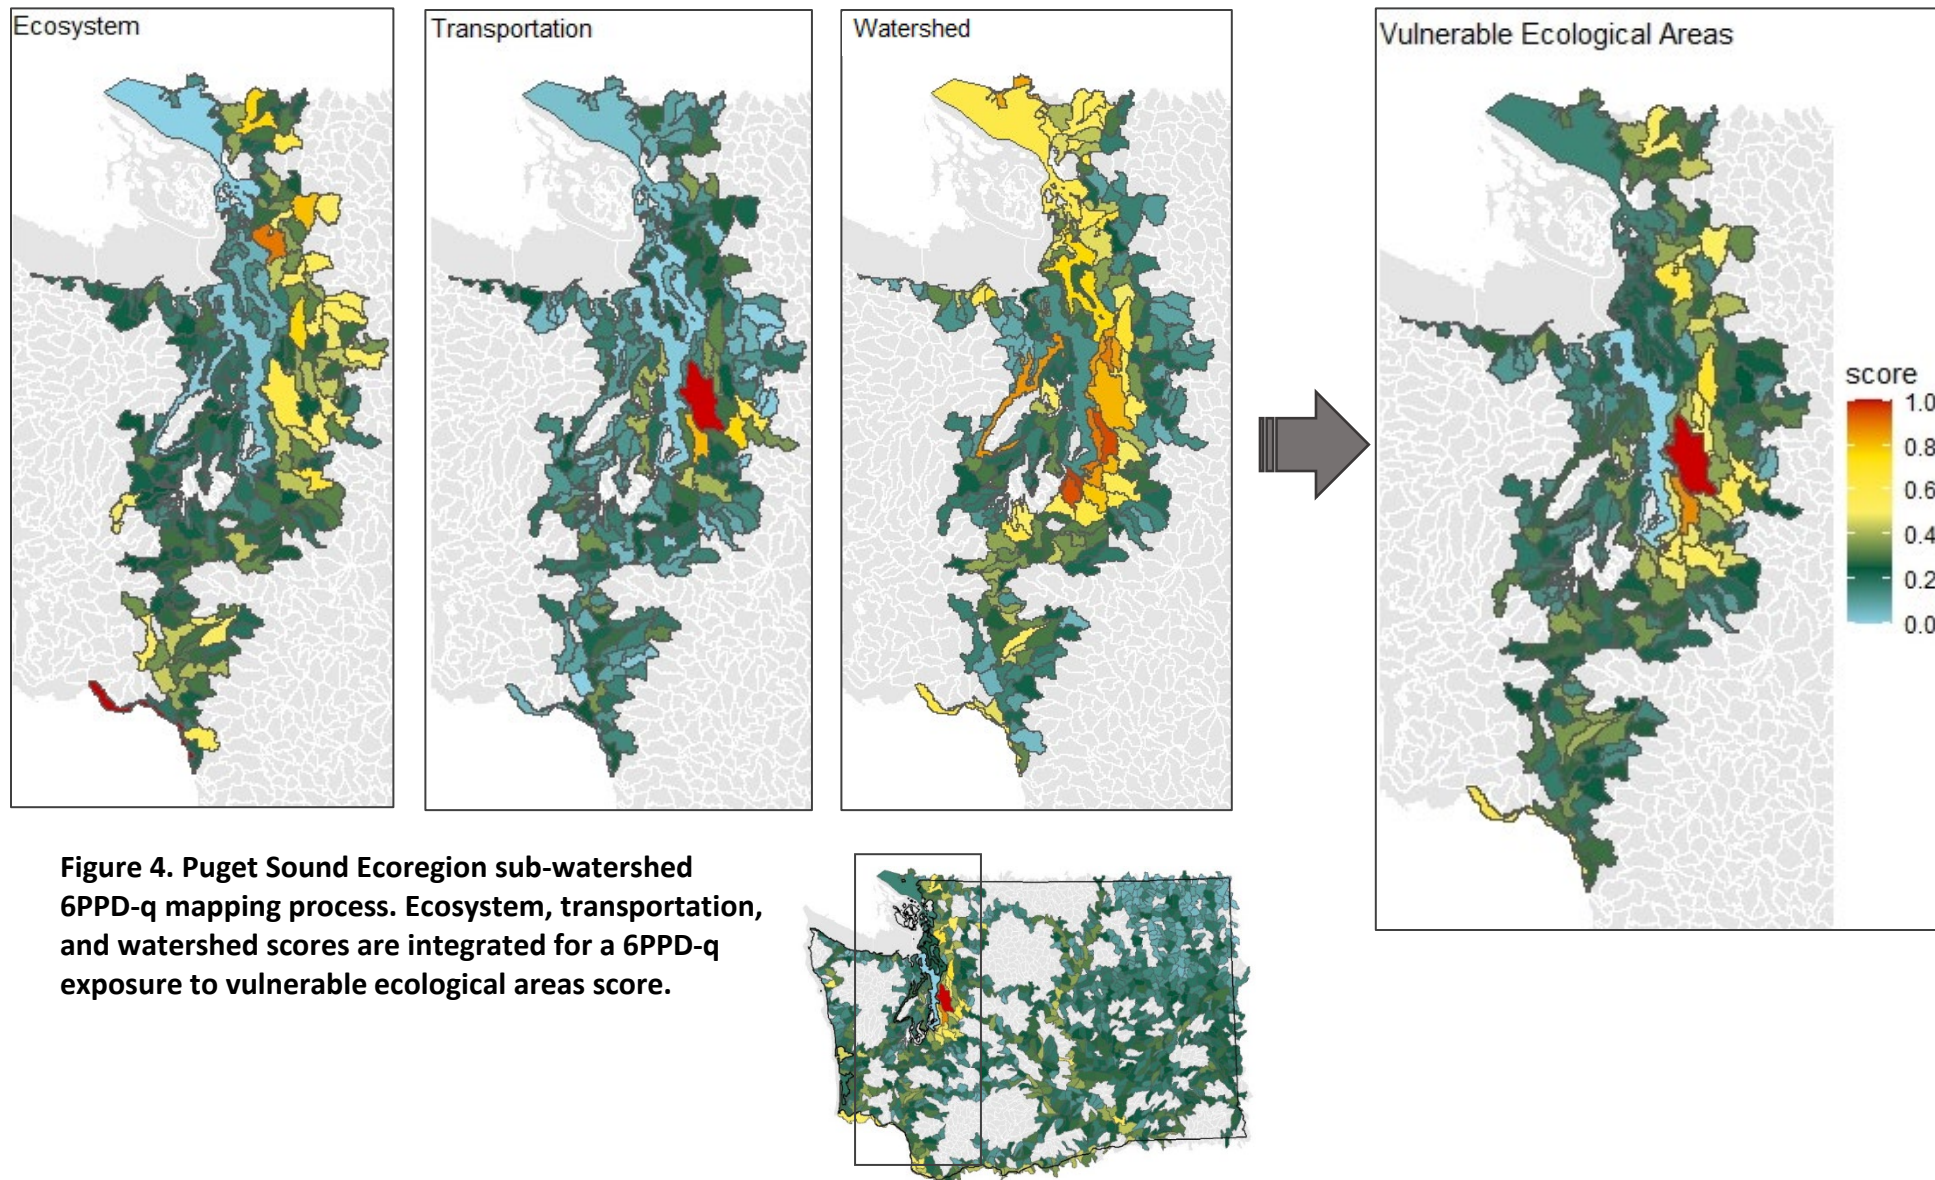 Ecosystem
Transportation
Watershed
Vulnerable Ecological Areas
score
1.0
0.8
0.6
0.4
0.2
0.0
Figure 4. Puget Sound Ecoregion sub-watershed
6PPD-q mapping process. Ecosystem, transportation,
and watershed scores are integrated for a 6PPD-q
exposure to vulnerable ecological areas score.